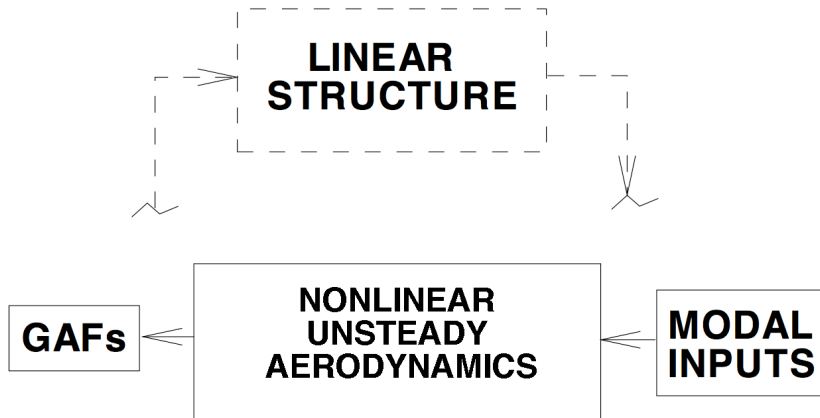 LINEAR
STRUCTURE
GAFs
NONLINEAR
UNSTEADY
AERODYNAMICS
MODAL
INPUTS